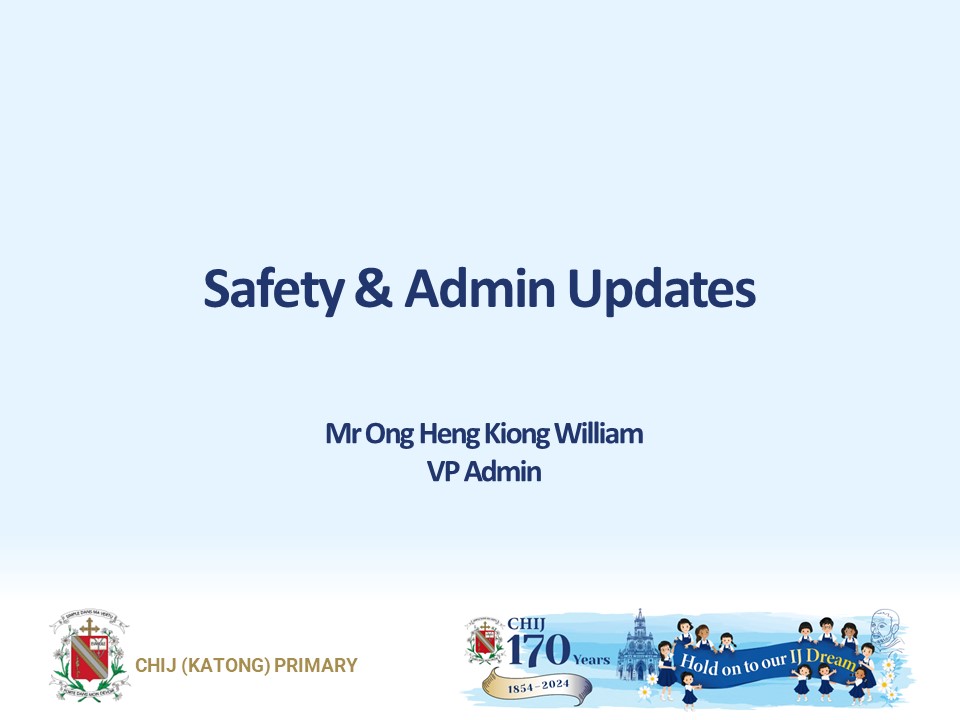 Safety & Admin Updates
Mr Ong Heng Kiong William
VP Admin
SIMPLE DANS MA VERTU
FORTE DANS MON DEVOIR
CHIJ (KATONG) PRIMARY
CHIJ
170 Years
1854-2024
Hold on to our IJ Dream